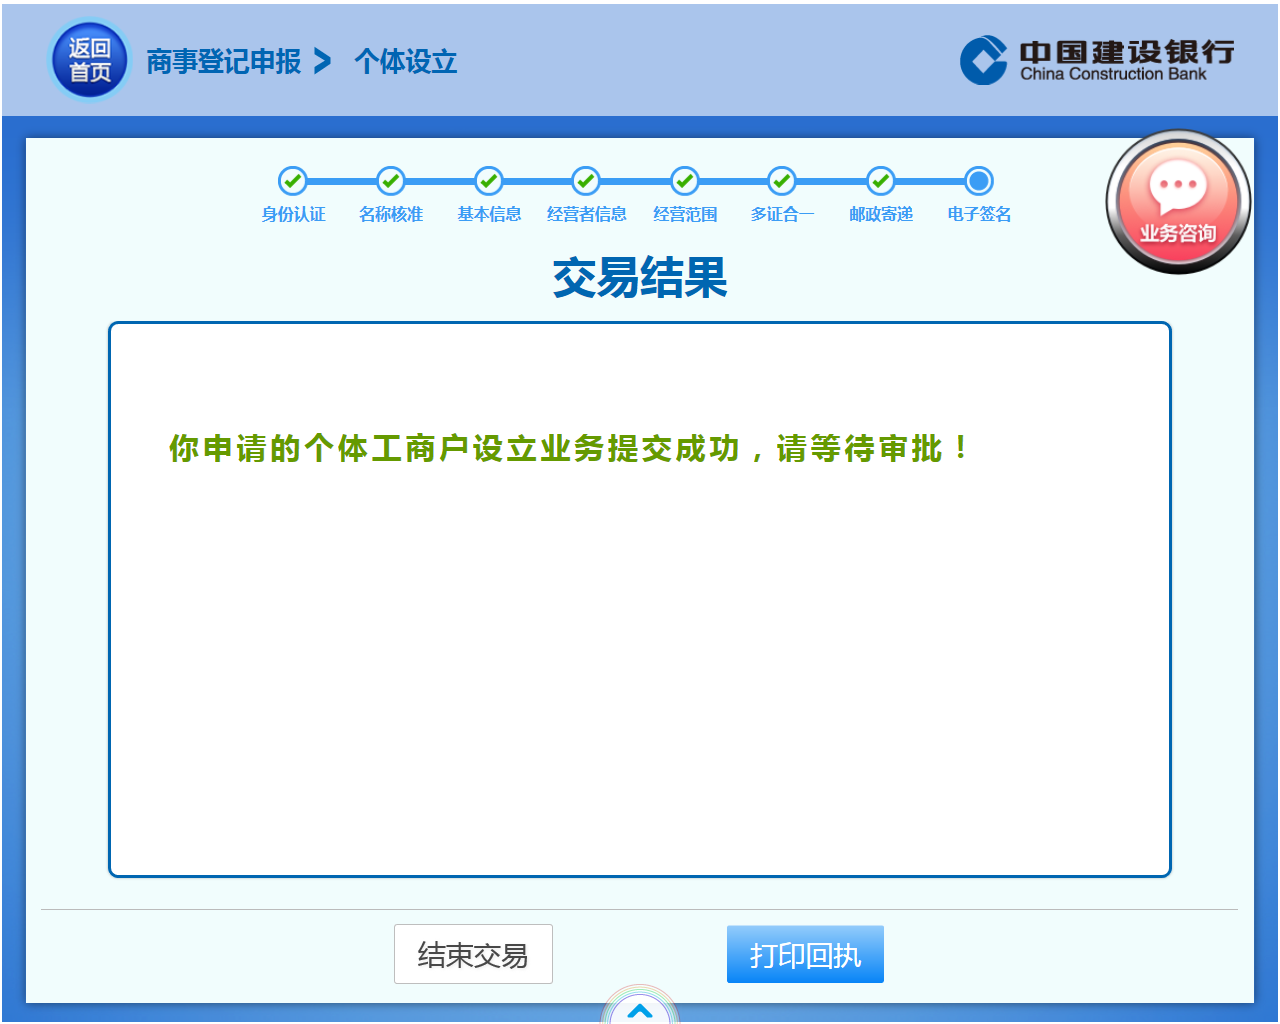 返回
首页
商事登记申报 个体设立
中国建设银行
China Construction Bank
身份认证 名称核准 基本信息 经营者信息 经营范围 多证合一 邮政寄递 电子签名
业务咨询
交易结果
你申请的个体工商户设立业务提交成功，请等待审批！
结束交易 打印回执